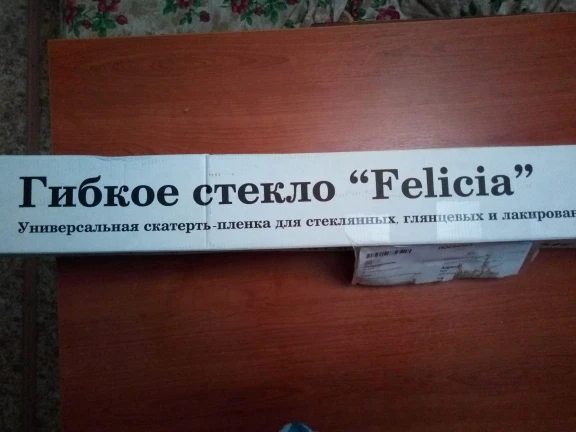 Гибкое стекло “Felicia”
Универсальная скатерть-пленка для стеклянных, глянцевых и лакирован